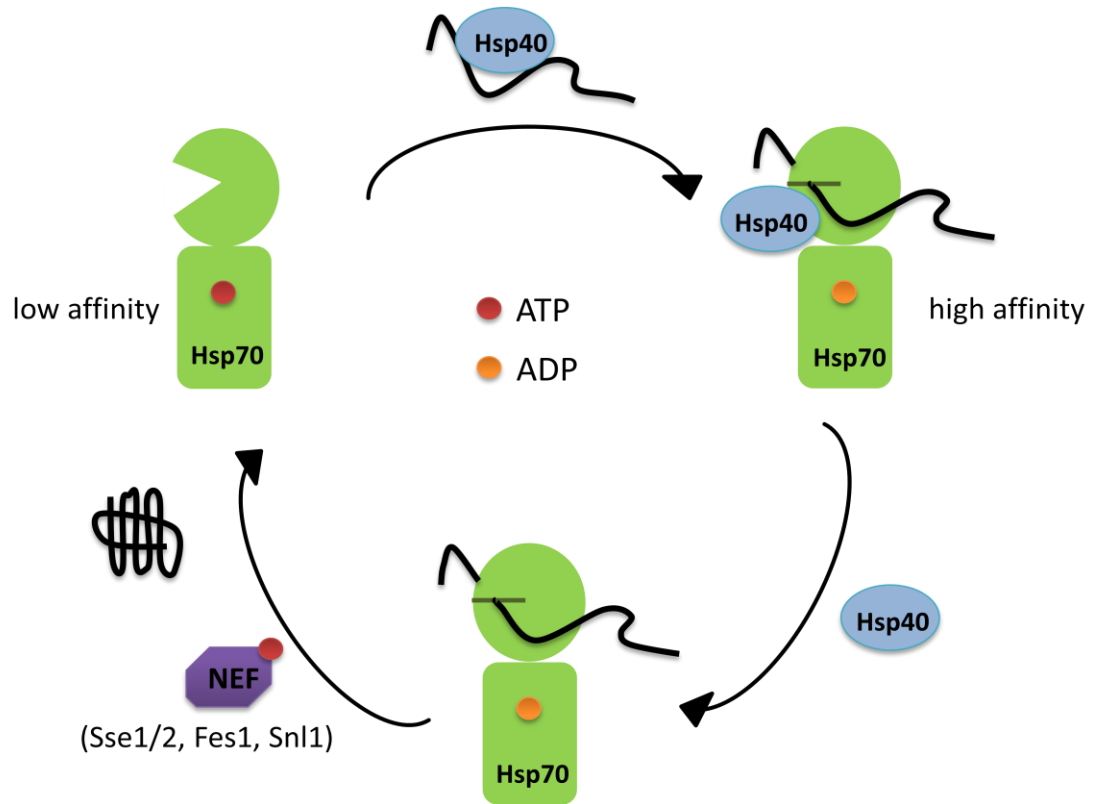 Hsp40
Hsp40
low affinity
Hsp70
ATP
ADP
high affinity
Hsp70
Hsp40
NEF
(Sse1/2, Fes1, Snl1)
Hsp70